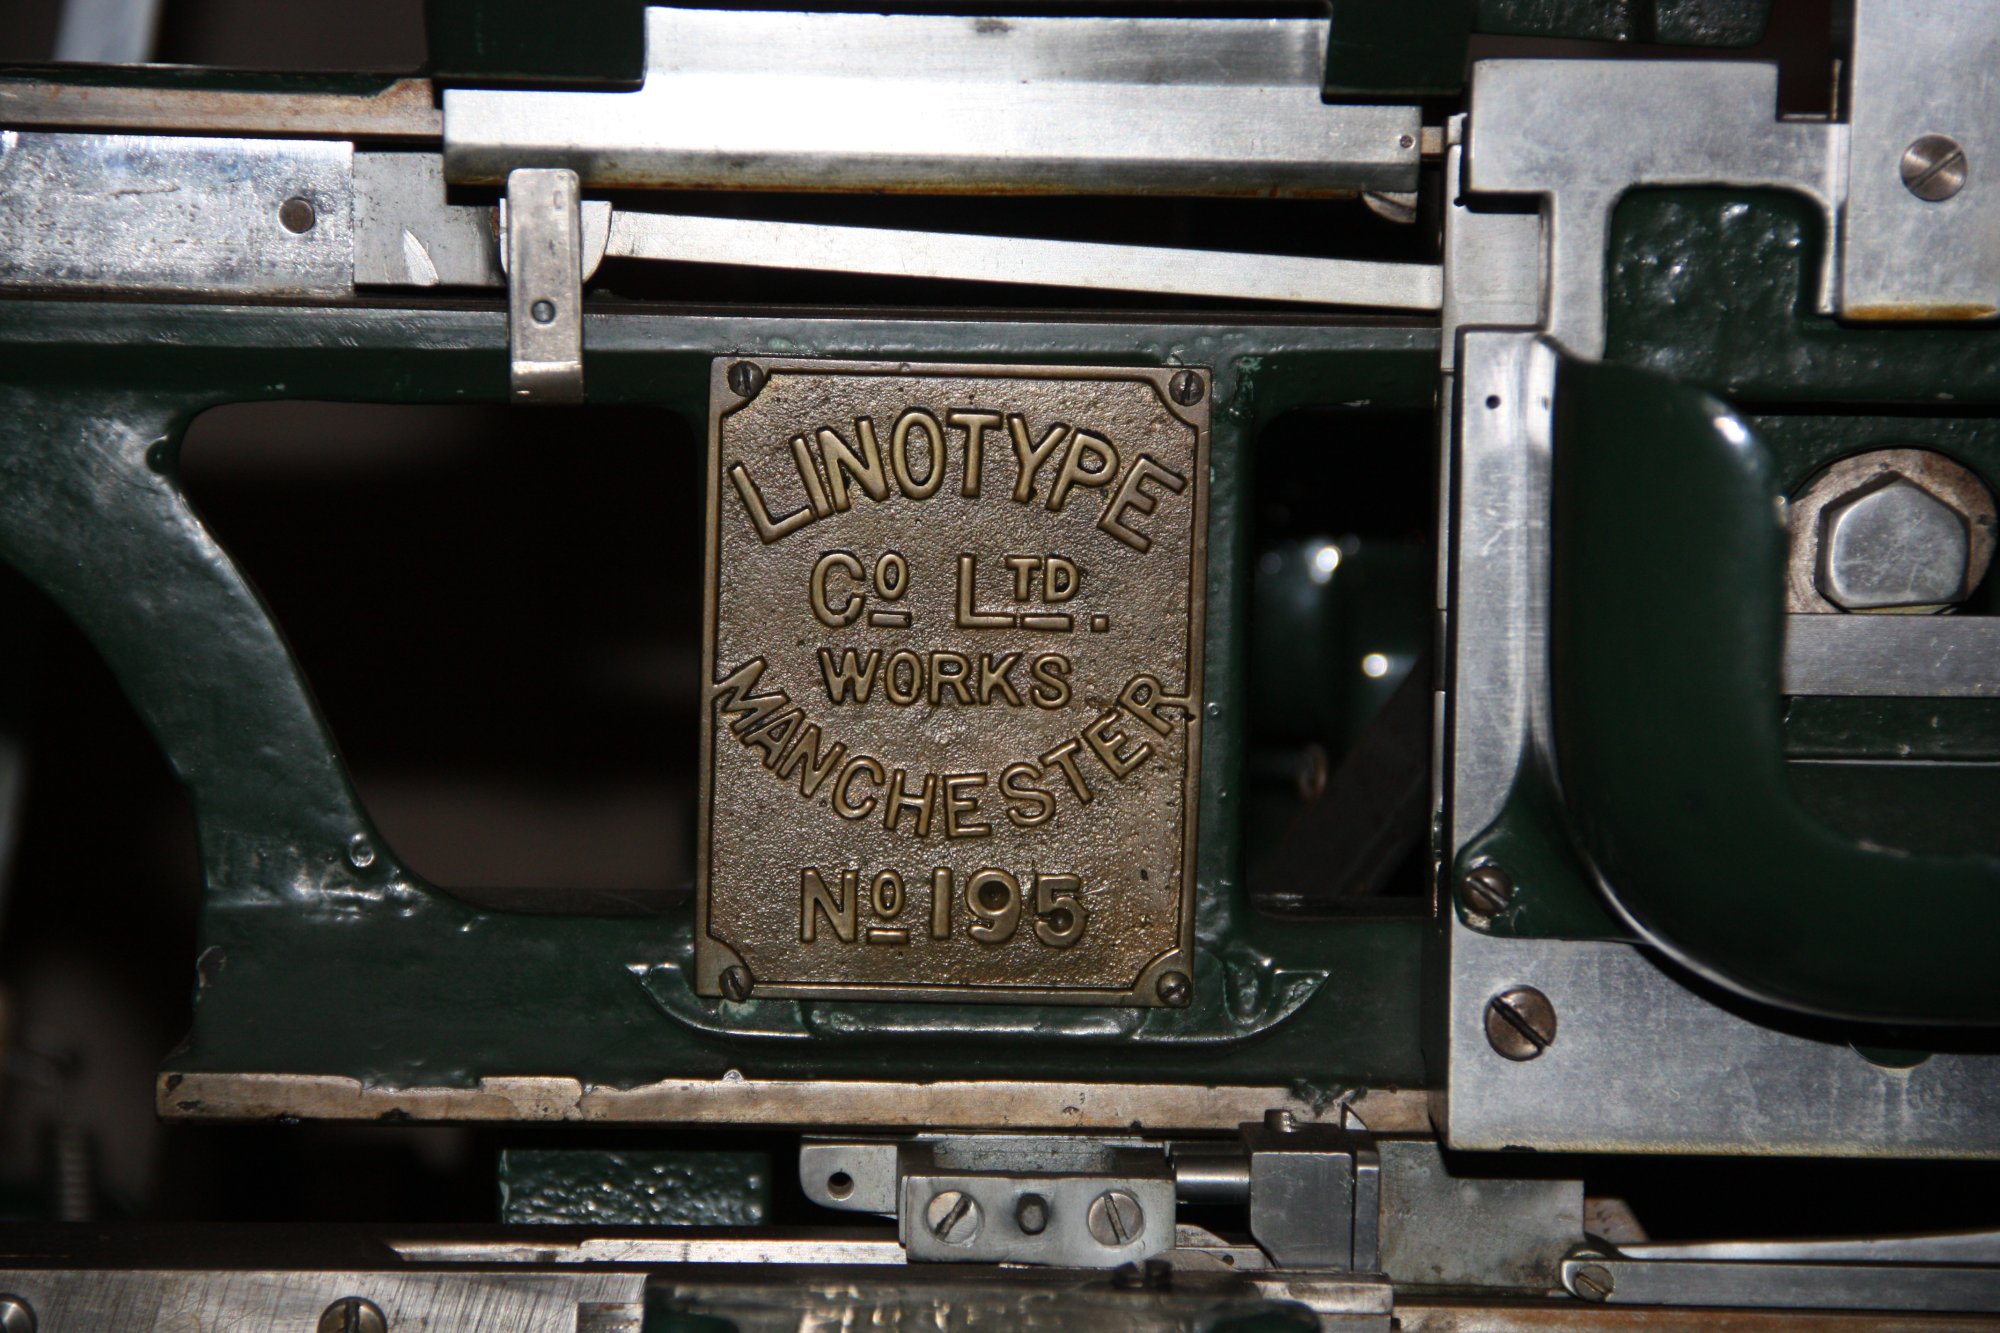 LINOTYPE
Co LTD.
WORKS
MANCHESTER
No 195